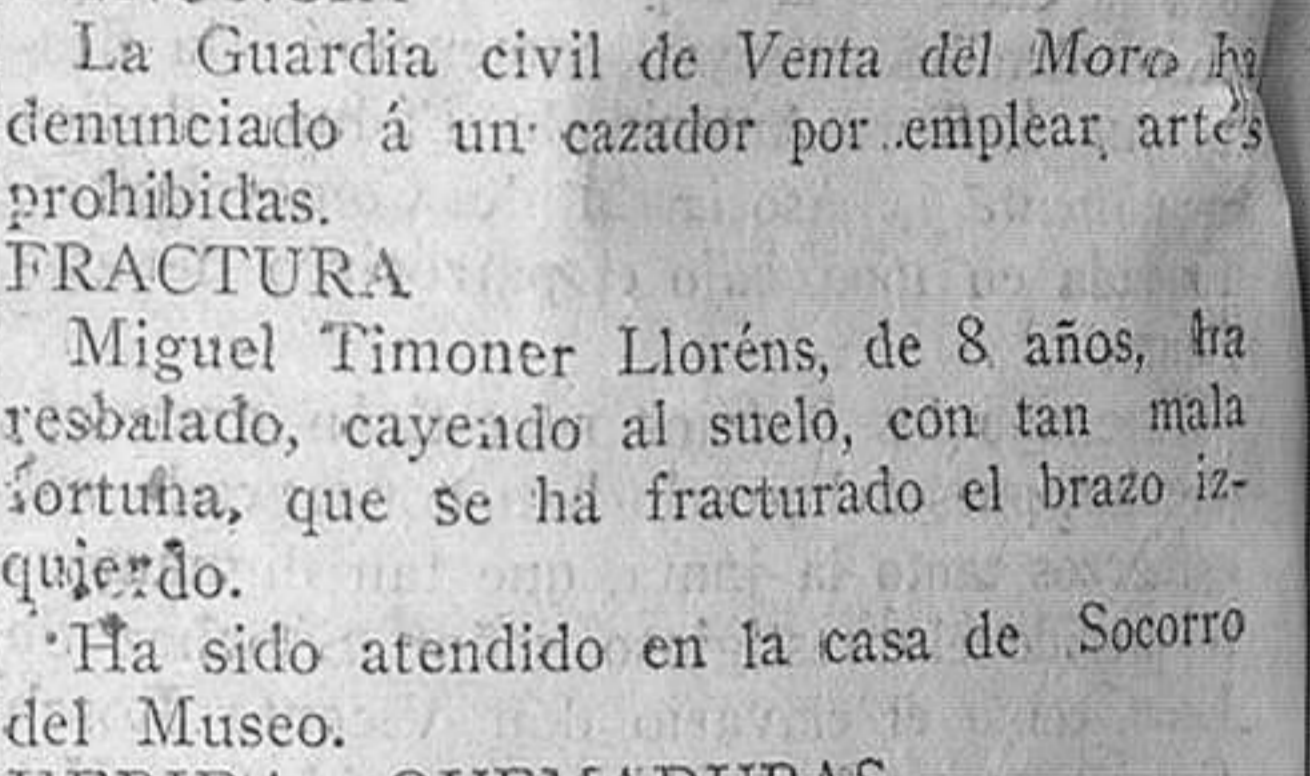 La Guardia civil de Venta del Moro ha
denunciado á un cazador por emplear artes
prohibidas.
FRACTURA
Miguel Timoner Lloréns, de 8 años, ha
resbalado, cayendo al suelo, con tan mala
fortuna, que se ha fracturado el brazo iz-
quierdo.
Ha sido atendido en la casa de Socorro
del Museo.